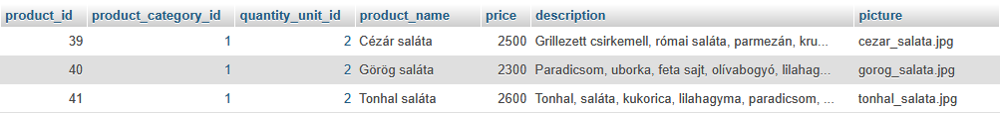 product_id product_category_id quantity_unit_id product_name price description picture
39 1 2 Cézár saláta 2500 Grillezett csirkemell, római saláta, parmezán, kru... cezar_salata.jpg
40 1 2 Görög saláta 2300 Paradicsom, uborka, feta sajt, olívabogyó, lilahag... gorog_salata.jpg
41 1 2 Tonhal saláta 2600 Tonhal, saláta, kukorica, lilahagyma, paradicsom, ... tonhal_salata.jpg